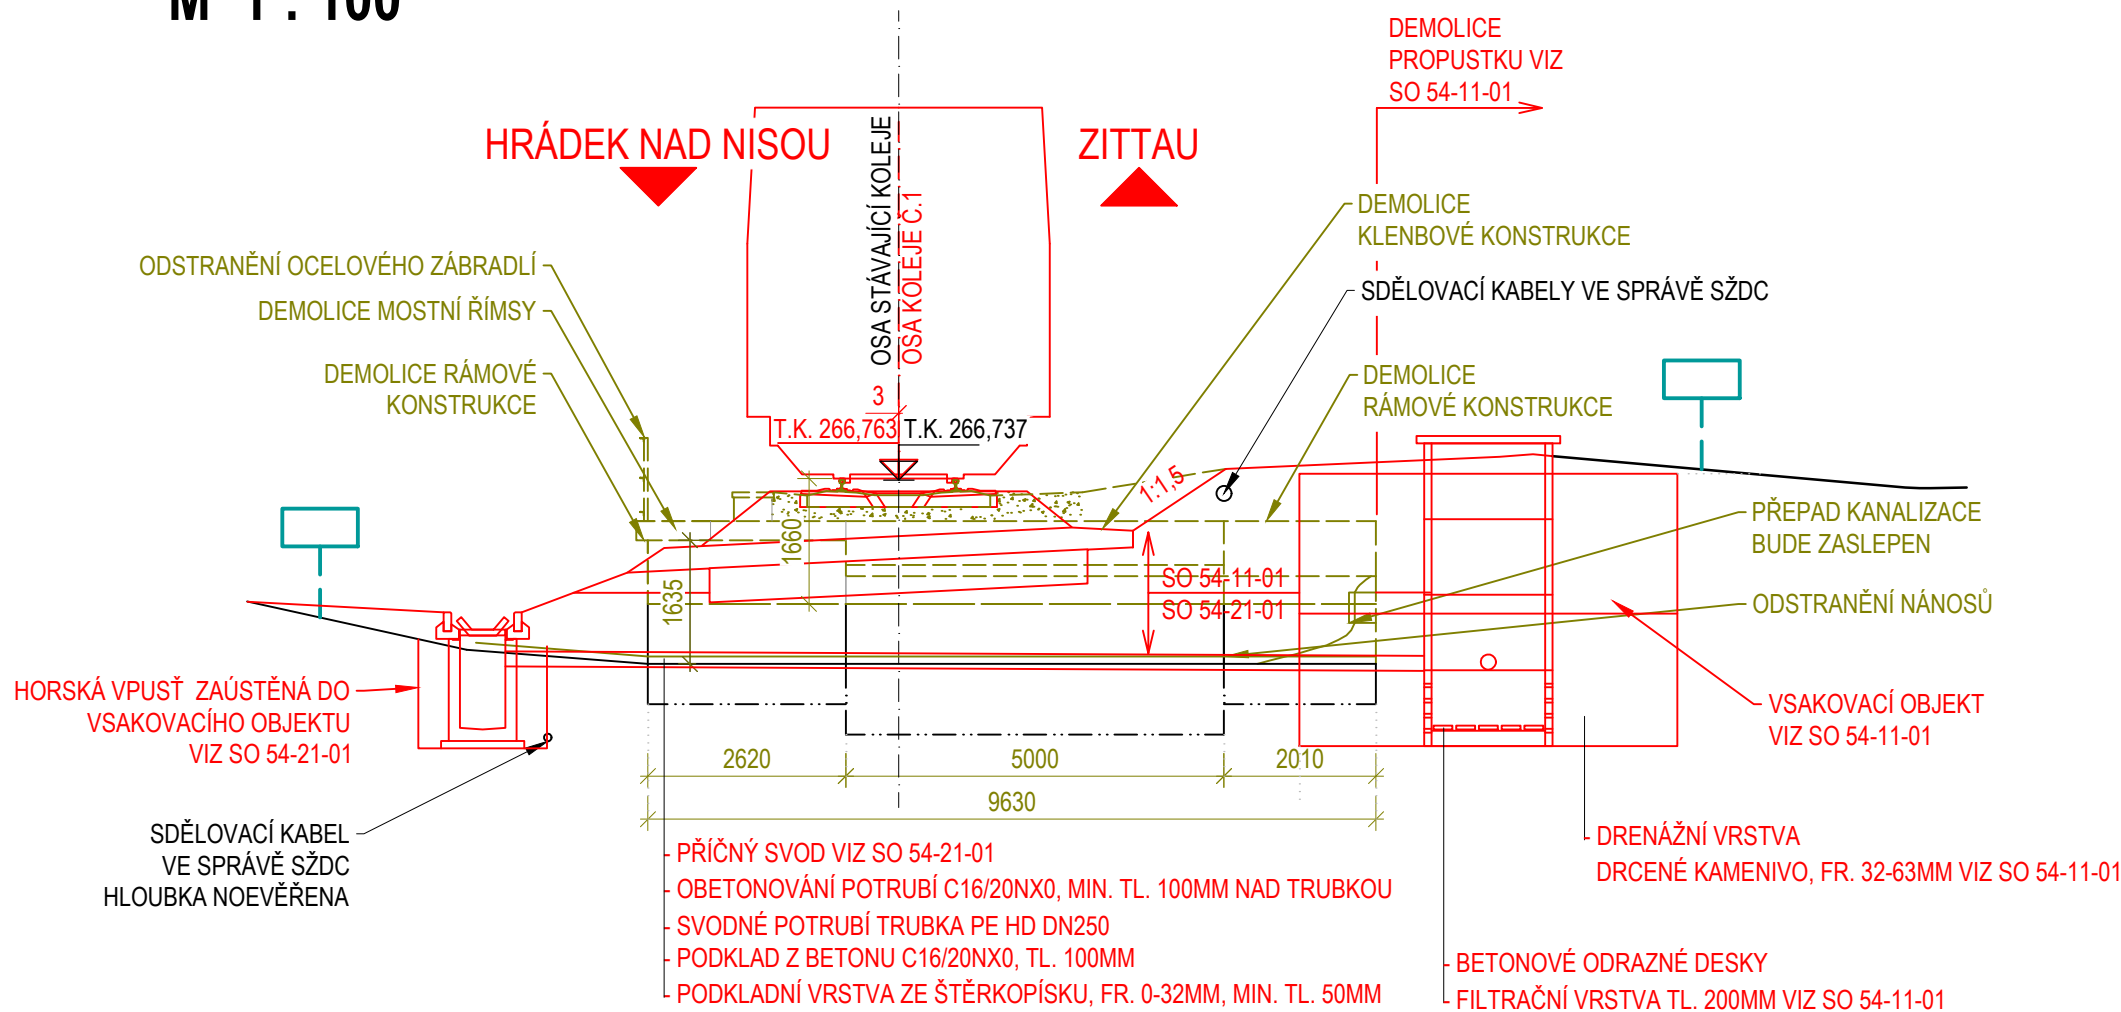 M 1 : 100
DEMOLICE
PROPUSTKU VIZ
SO 54-11-01
HRÁDEK NAD NISOU
ZITTAU
OSA STÁVAJÍCÍ KOLEJE
OSA KOLEJE Č.1
DEMOLICE
KLENBOVÉ KONSTRUKCE
ODSTRANĚNÍ OCELOVÉHO ZÁBRADLÍ
SDĚLOVACÍ KABELY VE SPRÁVĚ SŽDC
DEMOLICE MOSTNÍ ŘÍMSY
DEMOLICE RÁMOVÉ
KONSTRUKCE
DEMOLICE
RÁMOVÉ KONSTRUKCE
3
T.K. 266,763
T.K. 266,737
1:1,5
1660
1635
PŘEPAD KANALIZACE
BUDE ZASLEPEN
SO 54-11-01
SO 54-21-01
ODSTRANĚNÍ NÁNOSŮ
HORSKÁ VPUSŤ ZAÚSTĚNÁ DO
VSAKOVACÍHO OBJEKTU
VIZ SO 54-21-01
VSAKOVACÍ OBJEKT
VIZ SO 54-11-01
2620
5000
2010
9630
SDĚLOVACÍ KABEL
VE SPRÁVĚ SŽDC
HLOUBKA NOEVĚŘENA
- PŘÍČNÝ SVOD VIZ SO 54-21-01
- OBETONOVÁNÍ POTRUBÍ C16/20NX0, MIN. TL. 100MM NAD TRUBKOU
- SVODNÉ POTRUBÍ TRUBKA PE HD DN250
- PODKLAD Z BETONU C16/20NX0, TL. 100MM
- PODKLADNÍ VRSTVA ZE ŠTĚRKOPÍSKU, FR. 0-32MM, MIN. TL. 50MM
- DRENÁŽNÍ VRSTVA
DRCENÉ KAMENIVO, FR. 32-63MM VIZ SO 54-11-01
- BETONOVÉ ODRAZNÉ DESKY
- FILTRAČNÍ VRSTVA TL. 200MM VIZ SO 54-11-01